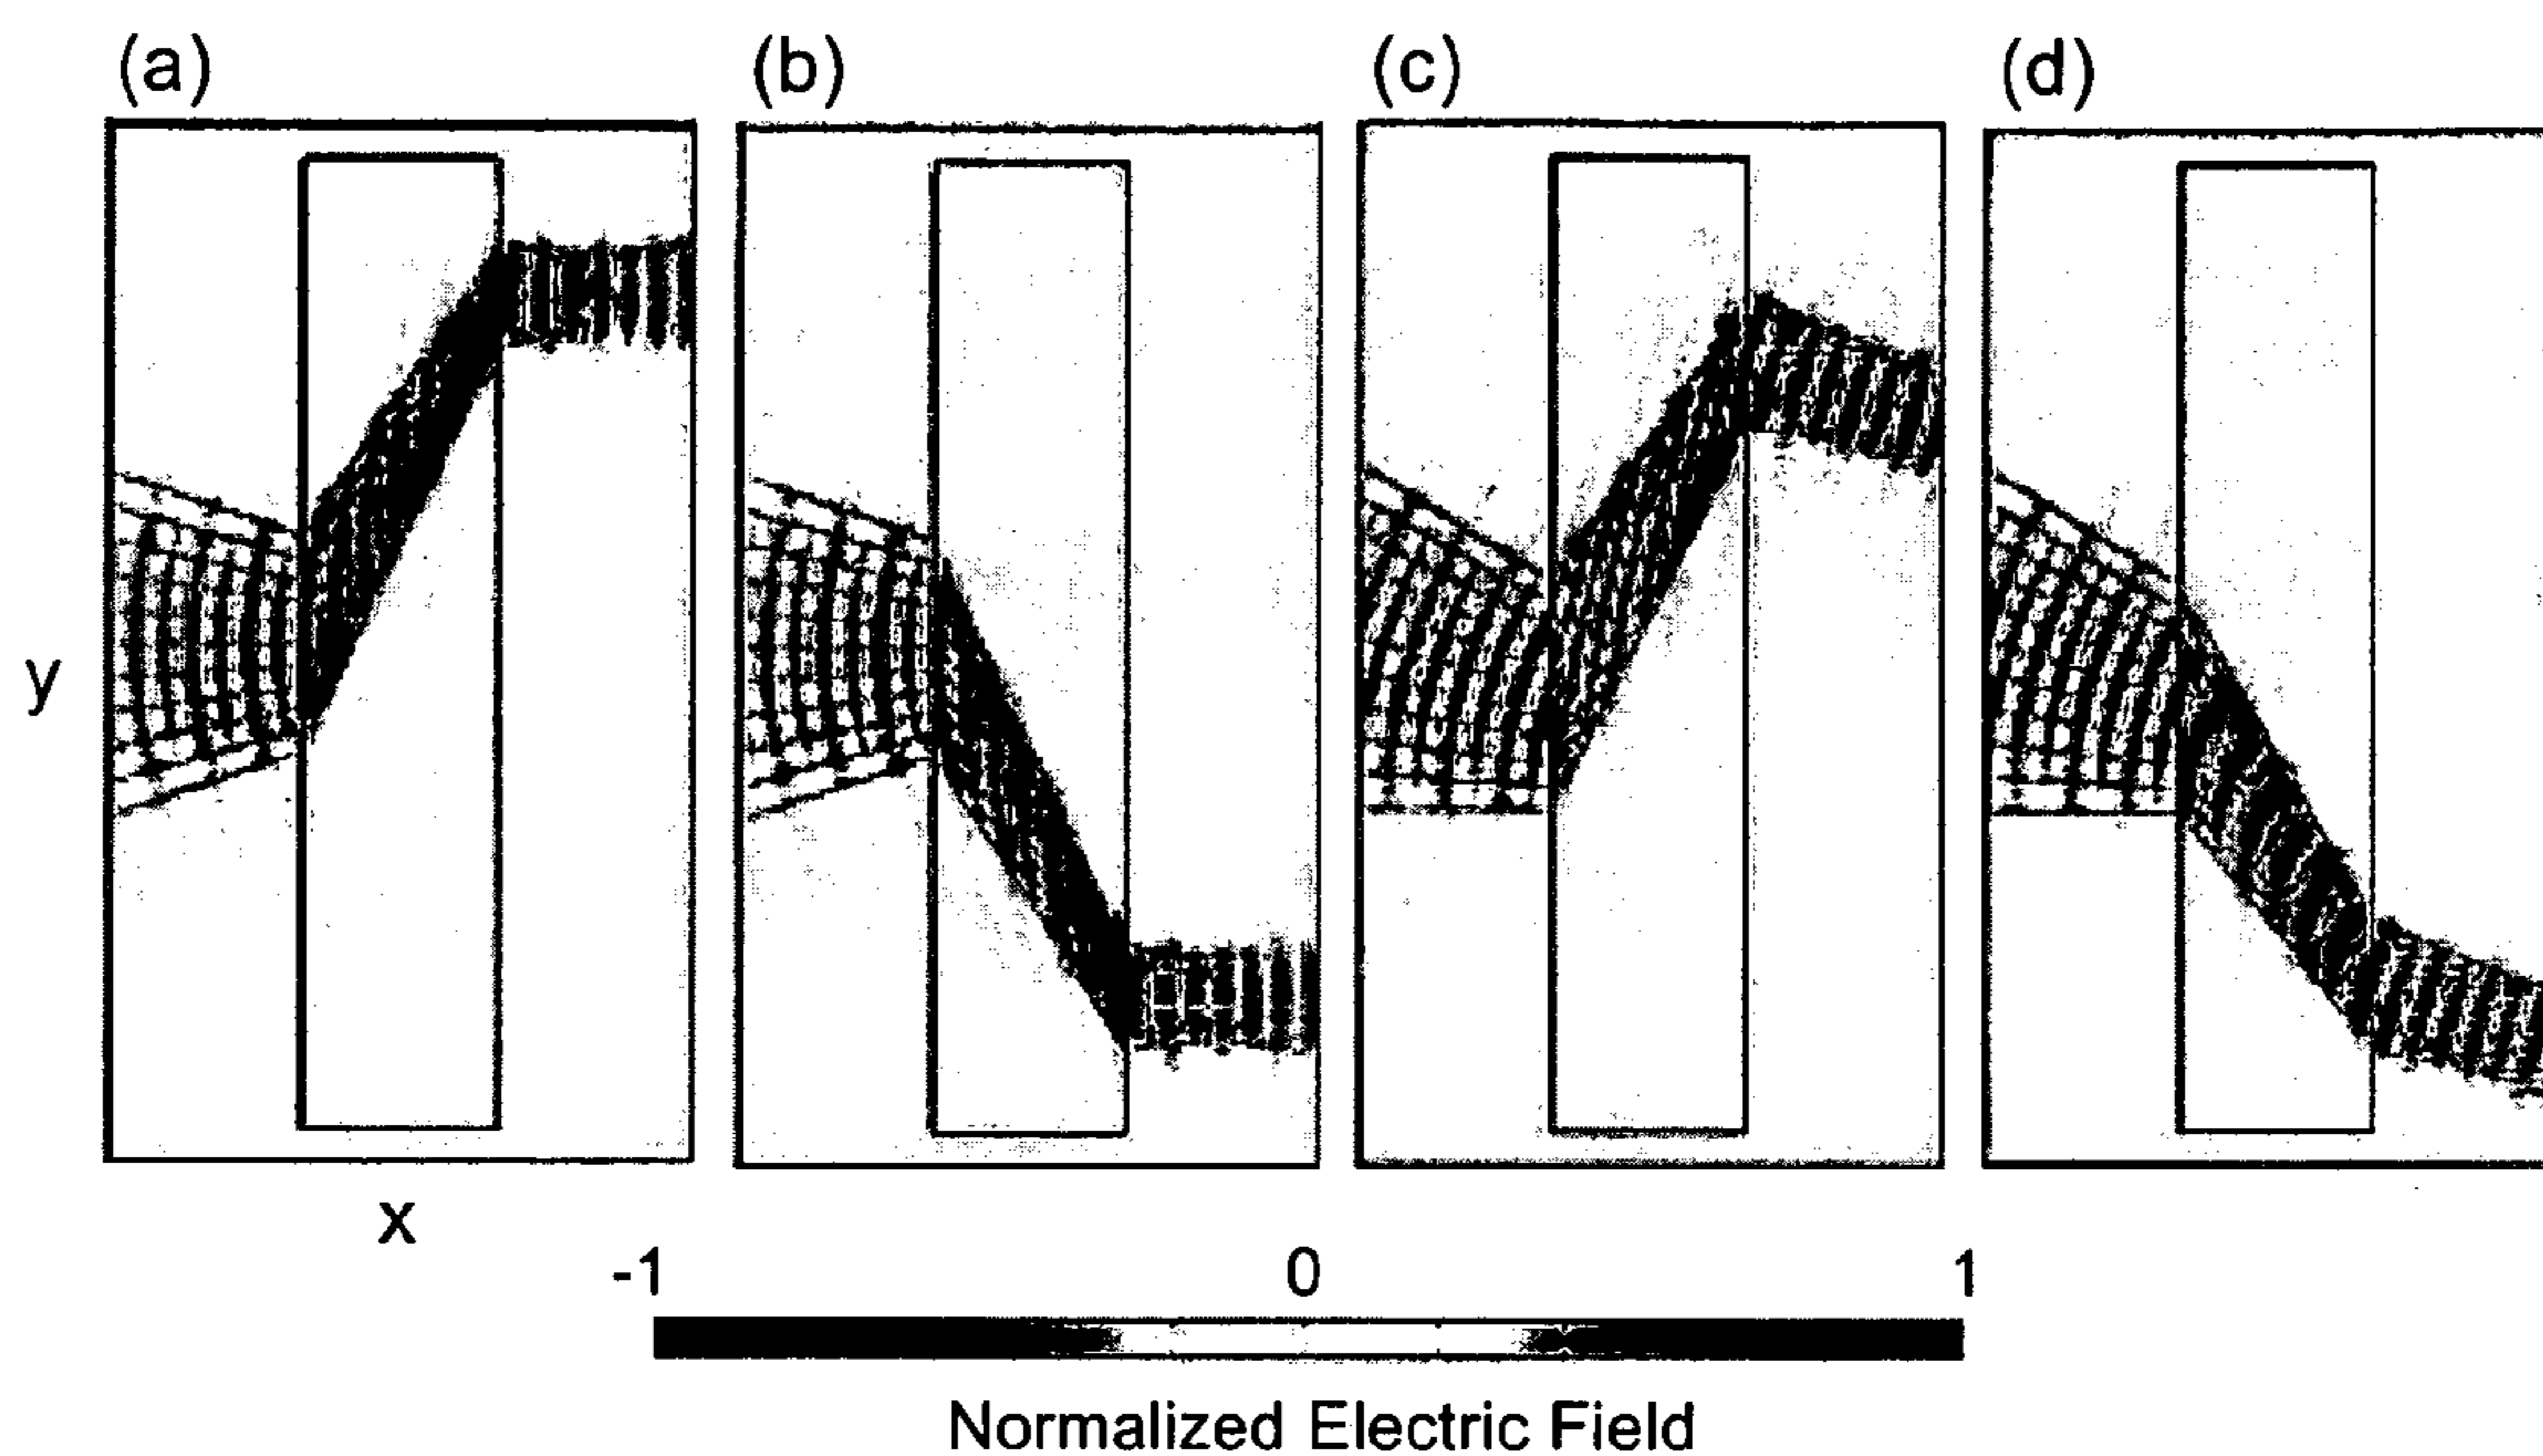 (a) (b) (c) (d)
y
x
-1 0 1
Normalized Electric Field